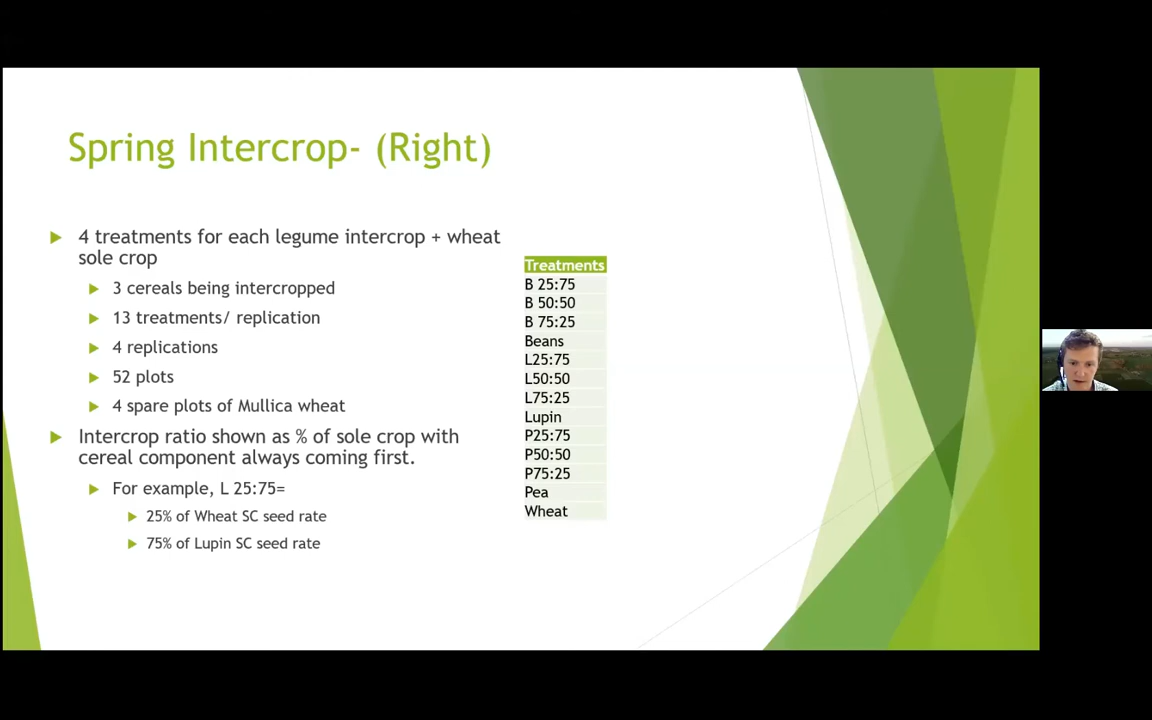 Spring Intercrop- (Right)
4 treatments for each legume intercrop + wheat
sole crop
3 cereals being intercropped
13 treatments/ replication
4 replications
52 plots
4 spare plots of Mullica wheat
Intercrop ratio shown as % of sole crop with
cereal component always coming first.
For example, L 25:75=
25% of Wheat SC seed rate
75% of Lupin SC seed rate
Treatments
B 25:75
B 50:50
B 75:25
Beans
L25:75
L50:50
L75:25
Lupin
P25:75
P50:50
P75:25
Pea
Wheat